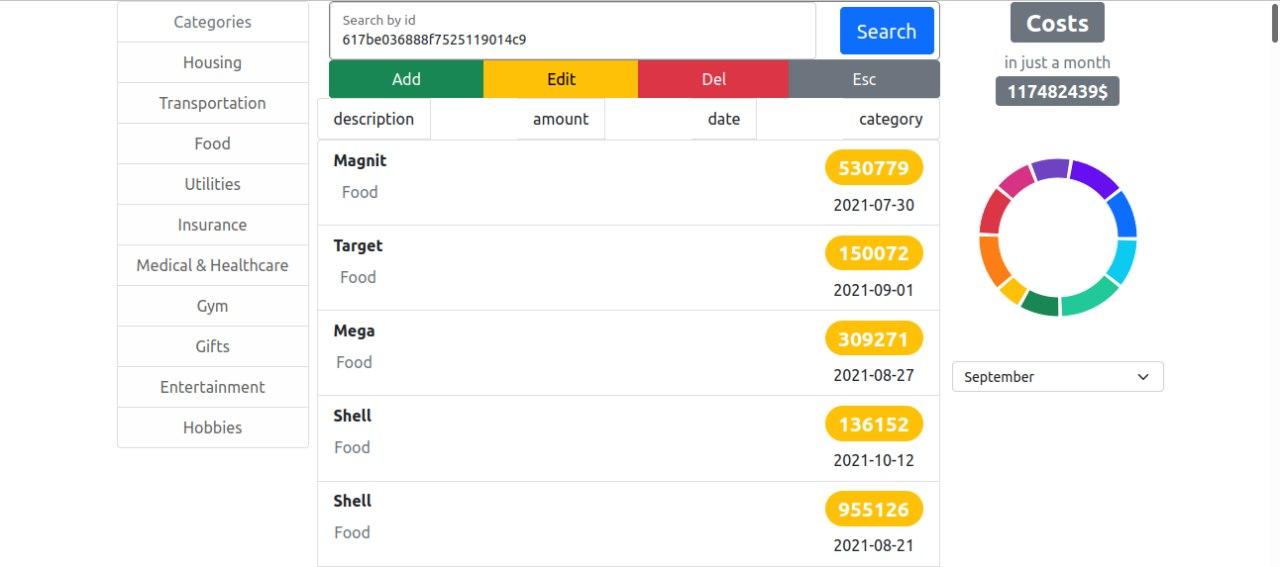 Categories
Housing
Transportation
Food
Utilities
Insurance
Medical & Healthcare
Gym
Gifts
Entertainment
Hobbies
Search by id
617be036888f7525119014c9
Search
Add Edit Del Esc
description amount date category
Magnit 530779
Food 2021-07-30
Target 150072
Food 2021-09-01
Mega 309271
Food 2021-08-27
Shell 136152
Food 2021-10-12
Shell 955126
Food 2021-08-21
Costs
in just a month
117482439$
September